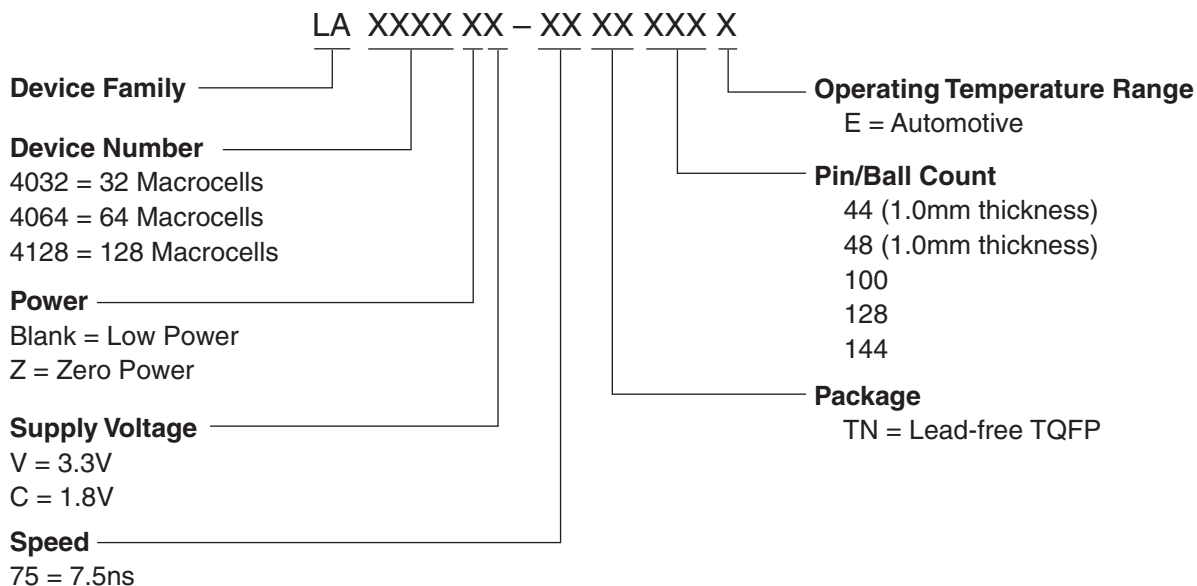 LA XXXX XX – XX XX XXX X
Device Family
Device Number
4032 = 32 Macrocells
4064 = 64 Macrocells
4128 = 128 Macrocells
Power
Blank = Low Power
Z = Zero Power
Supply Voltage
V = 3.3V
C = 1.8V
Speed
75 = 7.5ns
Operating Temperature Range
E = Automotive
Pin/Ball Count
44 (1.0mm thickness)
48 (1.0mm thickness)
100
128
144
Package
TN = Lead-free TQFP